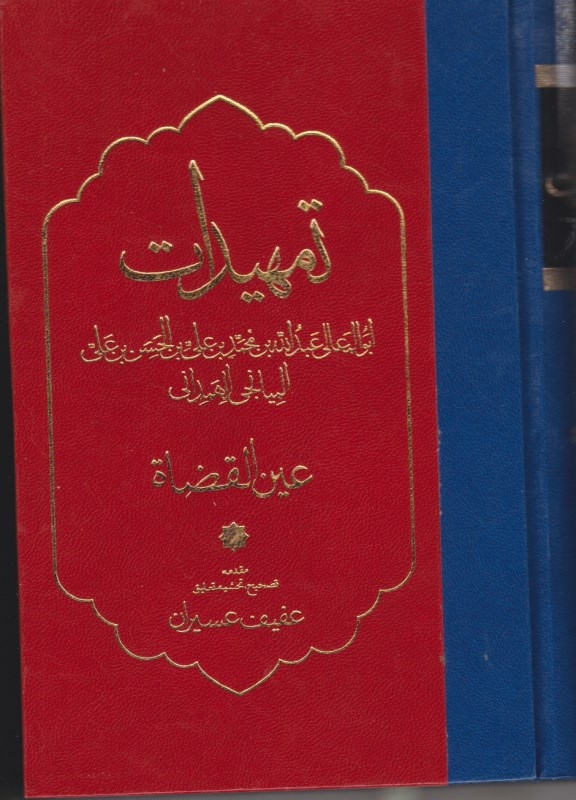 تمهیدات
ابوالمعالی عبدالله بن محمد بن علی بن الحسن بن علی
المیانجی الهمدانی
عین القضاة
مقدمه
تصحیح تحشیه تعلیق
عفیف عسیران